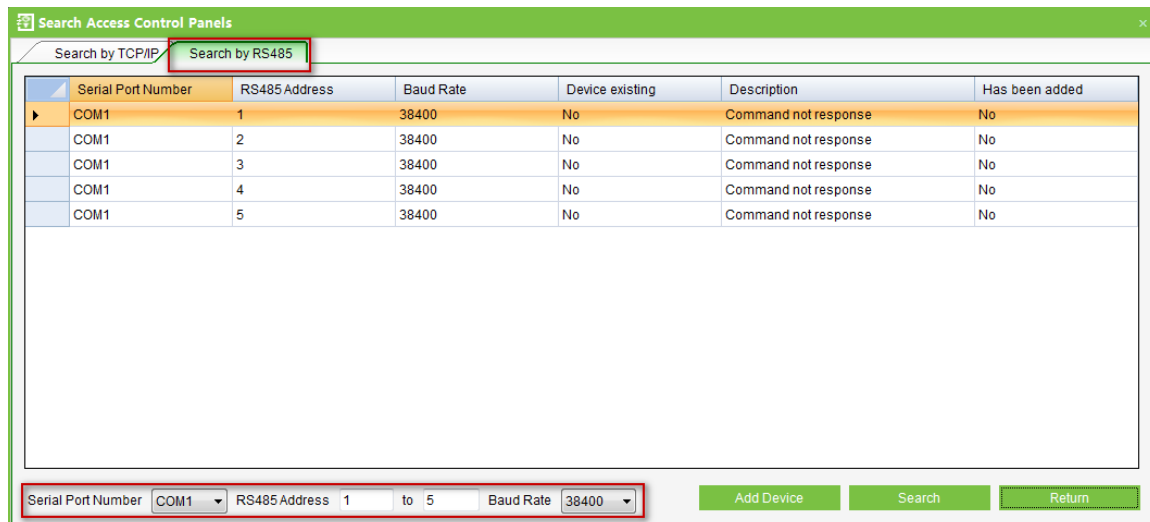 Search Access Control Panels ×
Search by TCP/IP Search by RS485
Serial Port Number RS485 Address Baud Rate Device existing Description Has been added
COM1 1 38400 No Command not response No
COM1 2 38400 No Command not response No
COM1 3 38400 No Command not response No
COM1 4 38400 No Command not response No
COM1 5 38400 No Command not response No
Serial Port Number COM1 RS485 Address 1 to 5 Baud Rate 38400 Add Device Search Return